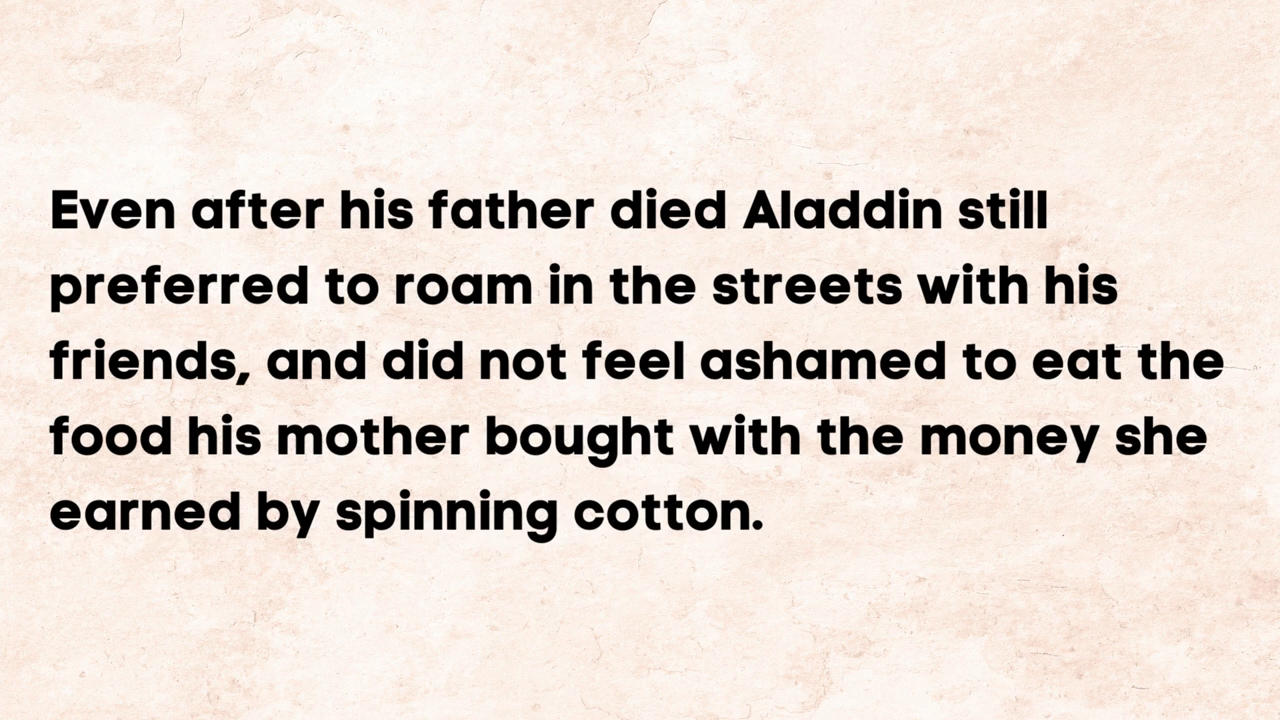 Even after his father died Aladdin still
preferred to roam in the streets with his
friends, and did not feel ashamed to eat the
food his mother bought with the money she
earned by spinning cotton.